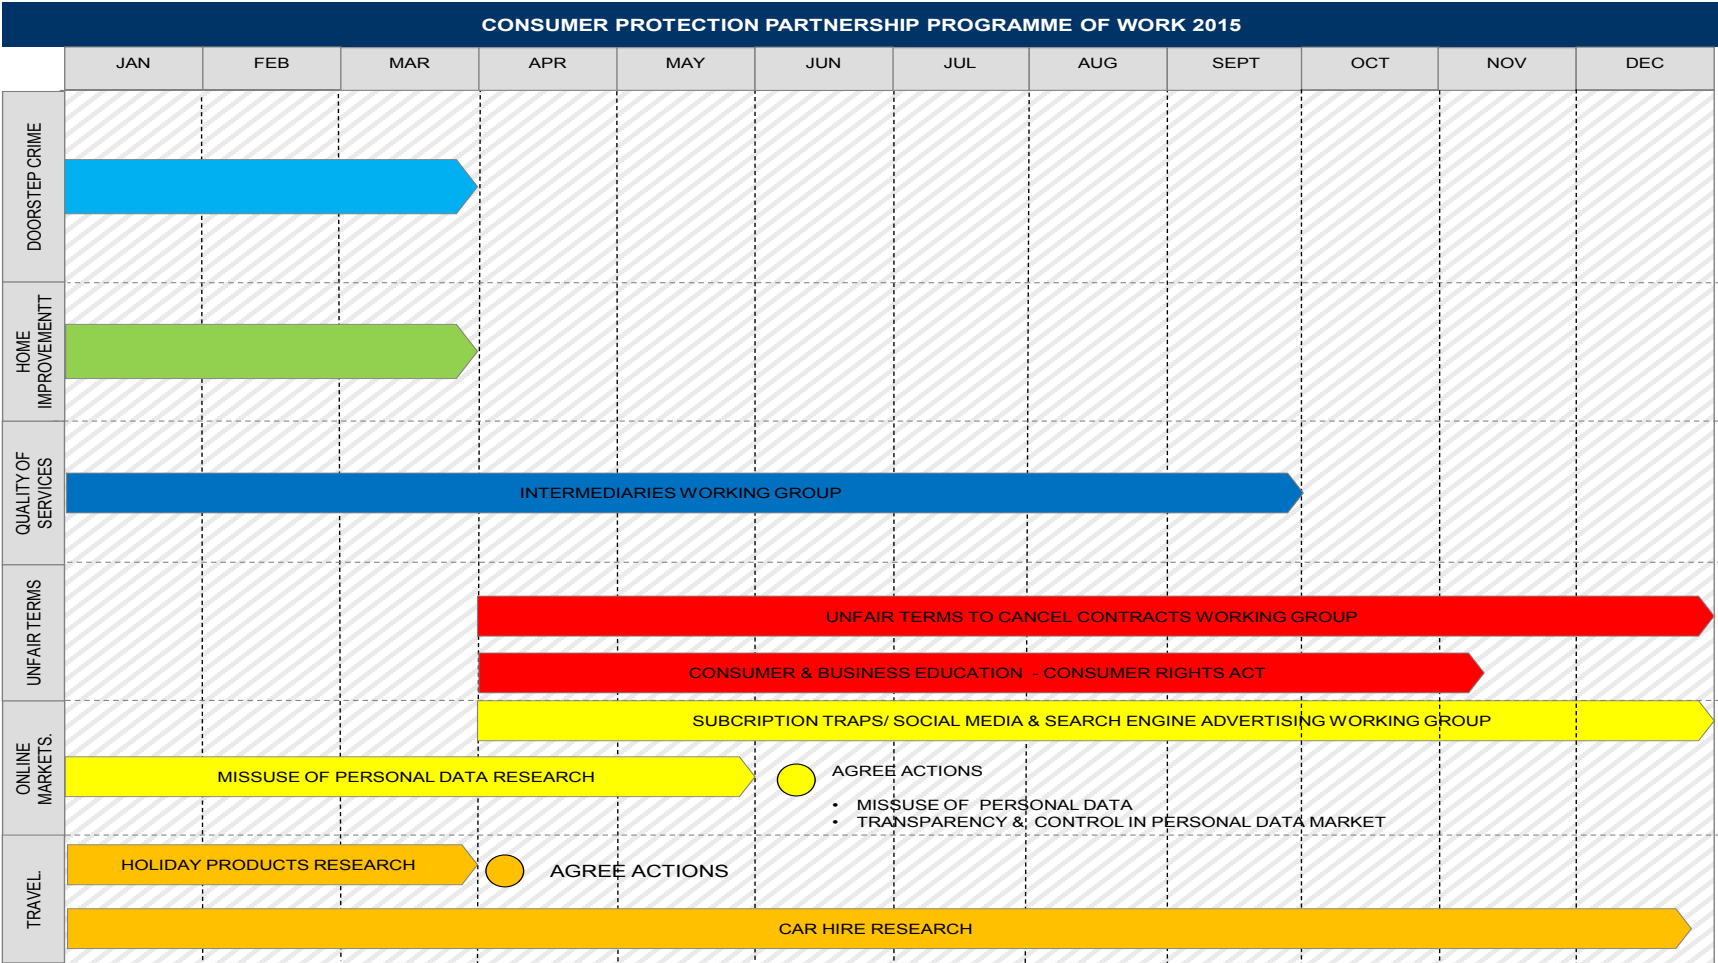 CONSUMER PROTECTION PARTNERSHIP PROGRAMME OF WORK 2015
JAN FEB MAR APR MAY JUN JUL AUG SEPT OCT NOV DEC
DOORSTEP CRIME
HOME
IMPROVEMENTT
QUALITY OF
SERVICES
INTERMEDIARIES WORKING GROUP
UNFAIR TERMS
UNFAIR TERMS TO CANCEL CONTRACTS WORKING GROUP
CONSUMER & BUSINESS EDUCATION - CONSUMER RIGHTS ACT
ONLINE
MARKETS.
SUBCRIPTION TRAPS/ SOCIAL MEDIA & SEARCH ENGINE ADVERTISING WORKING GROUP
MISSUSE OF PERSONAL DATA RESEARCH
AGREE ACTIONS
• MISSUSE OF PERSONAL DATA
• TRANSPARENCY & CONTROL IN PERSONAL DATA MARKET
TRAVEL.
HOLIDAY PRODUCTS RESEARCH
AGREE ACTIONS
CAR HIRE RESEARCH